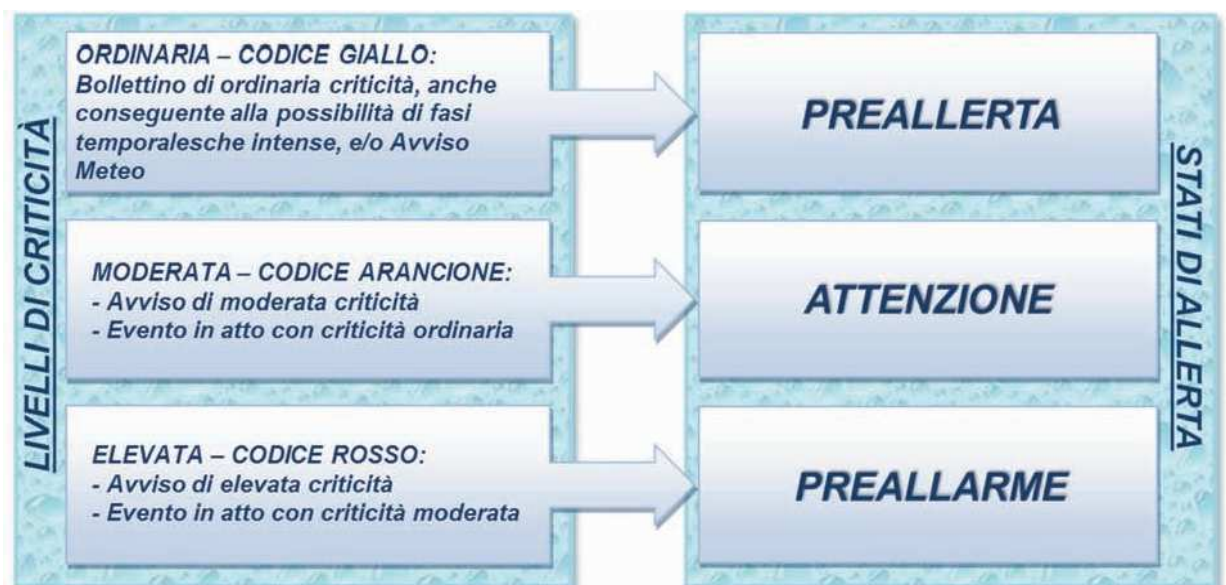 LIVELLI DI CRITICITÀ
ORDINARIA – CODICE GIALLO:
Bollettino di ordinaria criticità, anche
conseguente alla possibilità di fasi
temporalesche intense, e/o Avviso
Meteo
PREALLERTA
MODERATA – CODICE ARANCIONE:
- Avviso di moderata criticità
- Evento in atto con criticità ordinaria
ATTENZIONE
ELEVATA – CODICE ROSSO:
- Avviso di elevata criticità
- Evento in atto con criticità moderata
PREALLARME
STATI DI ALLERTA